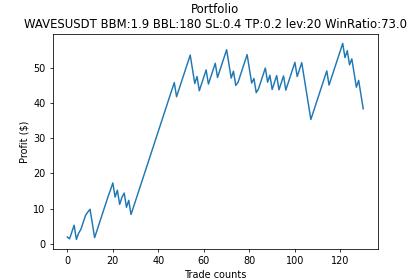 Portfolio
WAVESUSDT BBM:1.9 BBL:180 SL:0.4 TP:0.2 lev:20 WinRatio:73.0
50
40
30
20
10
0
Profit ($)
0 20 40 60 80 100 120
Trade counts